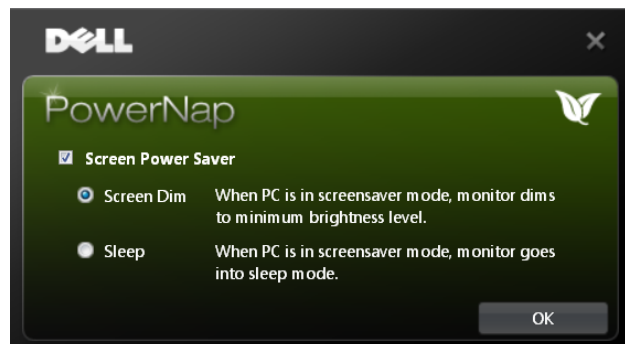 DELL
PowerNap
Screen Power Saver
Screen Dim When PC is in screensaver mode, monitor dims
to minimum brightness level.
Sleep When PC is in screensaver mode, monitor goes
into sleep mode.
OK